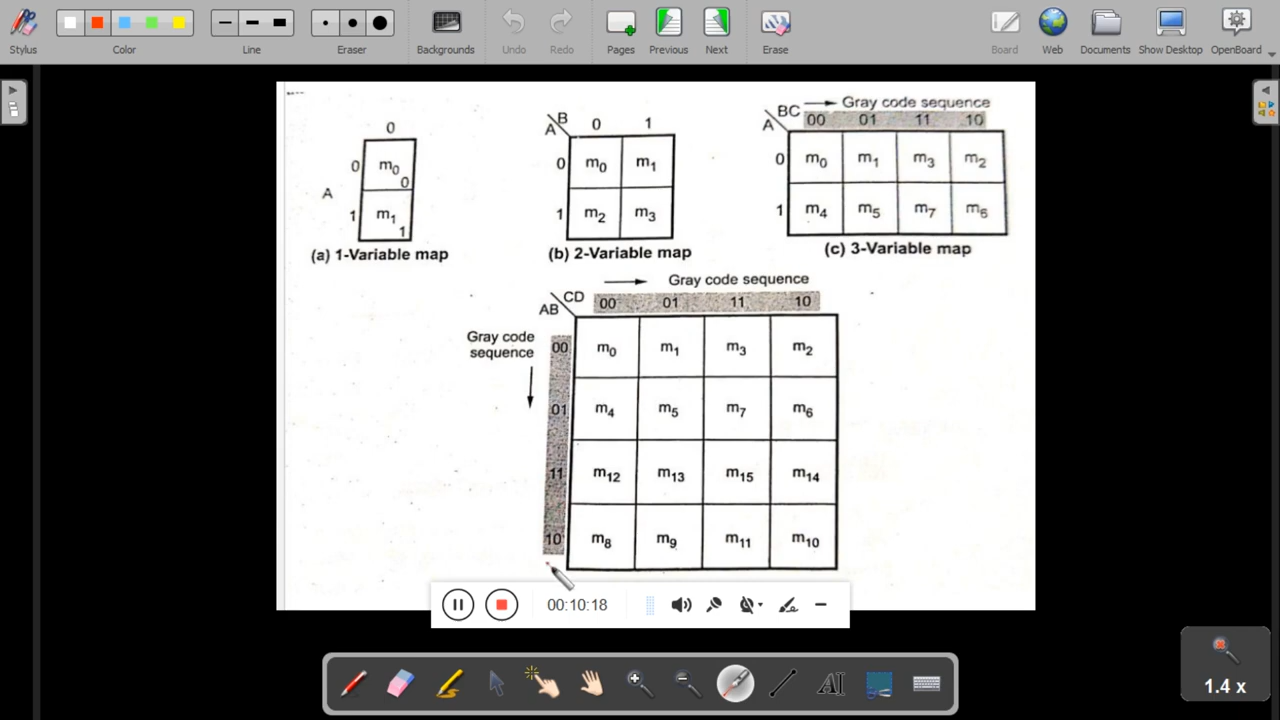 Stylus Color Line Eraser Backgrounds Undo Redo Pages Previous Next Erase Board Web Documents Show Desktop OpenBoard
0
0 m0 0
A
1 m1 1
(a) 1-Variable map
B
A 0 1
0 m0 m1
1 m2 m3
(b) 2-Variable map
Gray code sequence
BC
A 00 01 11 10
0 m0 m1 m3 m2
1 m4 m5 m7 m6
(c) 3-Variable map
Gray code sequence
CD
AB 00 01 11 10
Gray code
sequence
00 m0 m1 m3 m2
01 m4 m5 m7 m6
11 m12 m13 m15 m14
10 m8 m9 m11 m10
00:10:18
AI
1.4 x